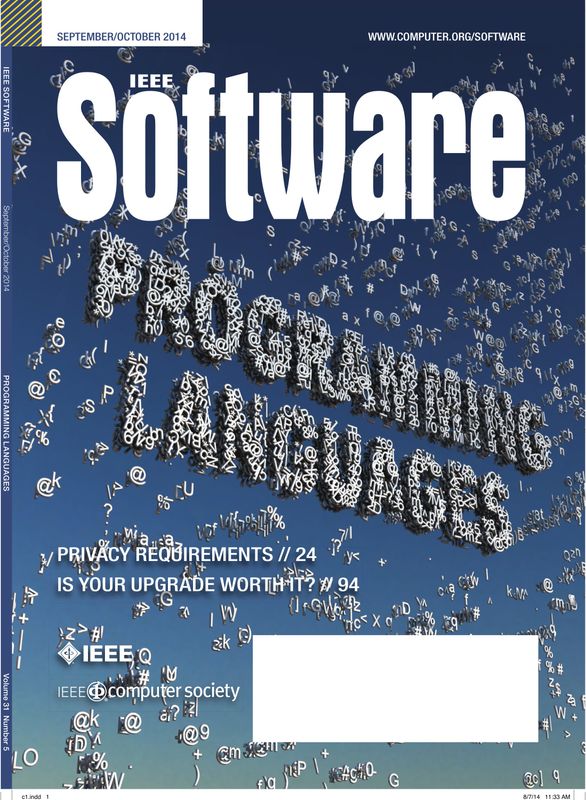 SEPTEMBER/OCTOBER 2014
WWW.COMPUTER.ORG/SOFTWARE
IEEE
Software
PROGRAMMING
LANGUAGES
PRIVACY REQUIREMENTS // 24
IS YOUR UPGRADE WORTH IT? // 94
IEEE
IEEE computer society
IEEE SOFTWARE
September/October 2014
PROGRAMMING LANGUAGES
Volume 31 Number 5
c1.indd 1
8/7/14 11:33 AM